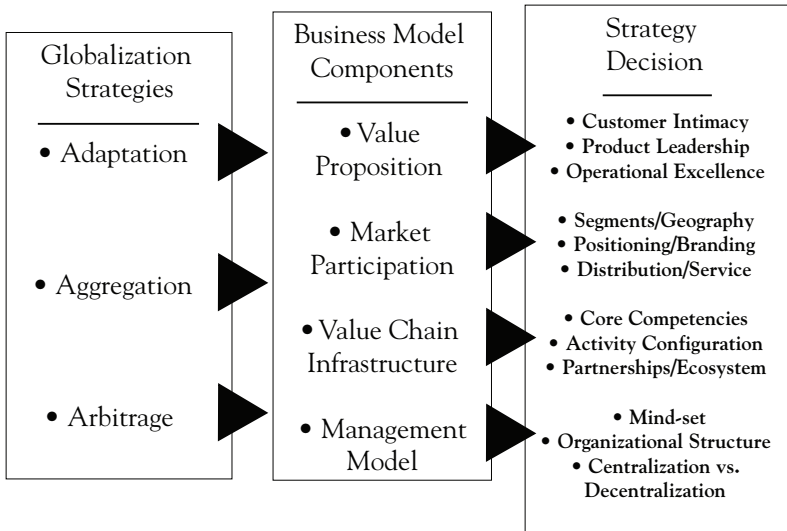 Globalization
Strategies
• Adaptation
• Aggregation
• Arbitrage
Business Model
Components
• Value
Proposition
• Market
Participation
• Value Chain
Infrastructure
• Management
Model
Strategy
Decision
• Customer Intimacy
• Product Leadership
• Operational Excellence
• Segments/Geography
• Positioning/Branding
• Distribution/Service
• Core Competencies
• Activity Configuration
• Partnerships/Ecosystem
• Mind-set
• Organizational Structure
• Centralization vs.
Decentralization